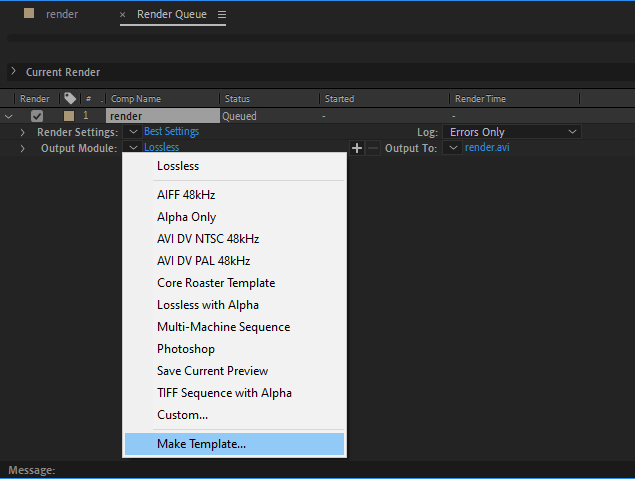 render
× Render Queue
Current Render
Render # . Comp Name Status Started Render Time
1 render Queued - -
Render Settings: Best Settings Log: Errors Only
Output Module: Lossless + Output To: render.avi
Lossless
AIFF 48kHz
Alpha Only
AVI DV NTSC 48kHz
AVI DV PAL 48kHz
Core Roaster Template
Lossless with Alpha
Multi-Machine Sequence
Photoshop
Save Current Preview
TIFF Sequence with Alpha
Custom...
Make Template...
Message: